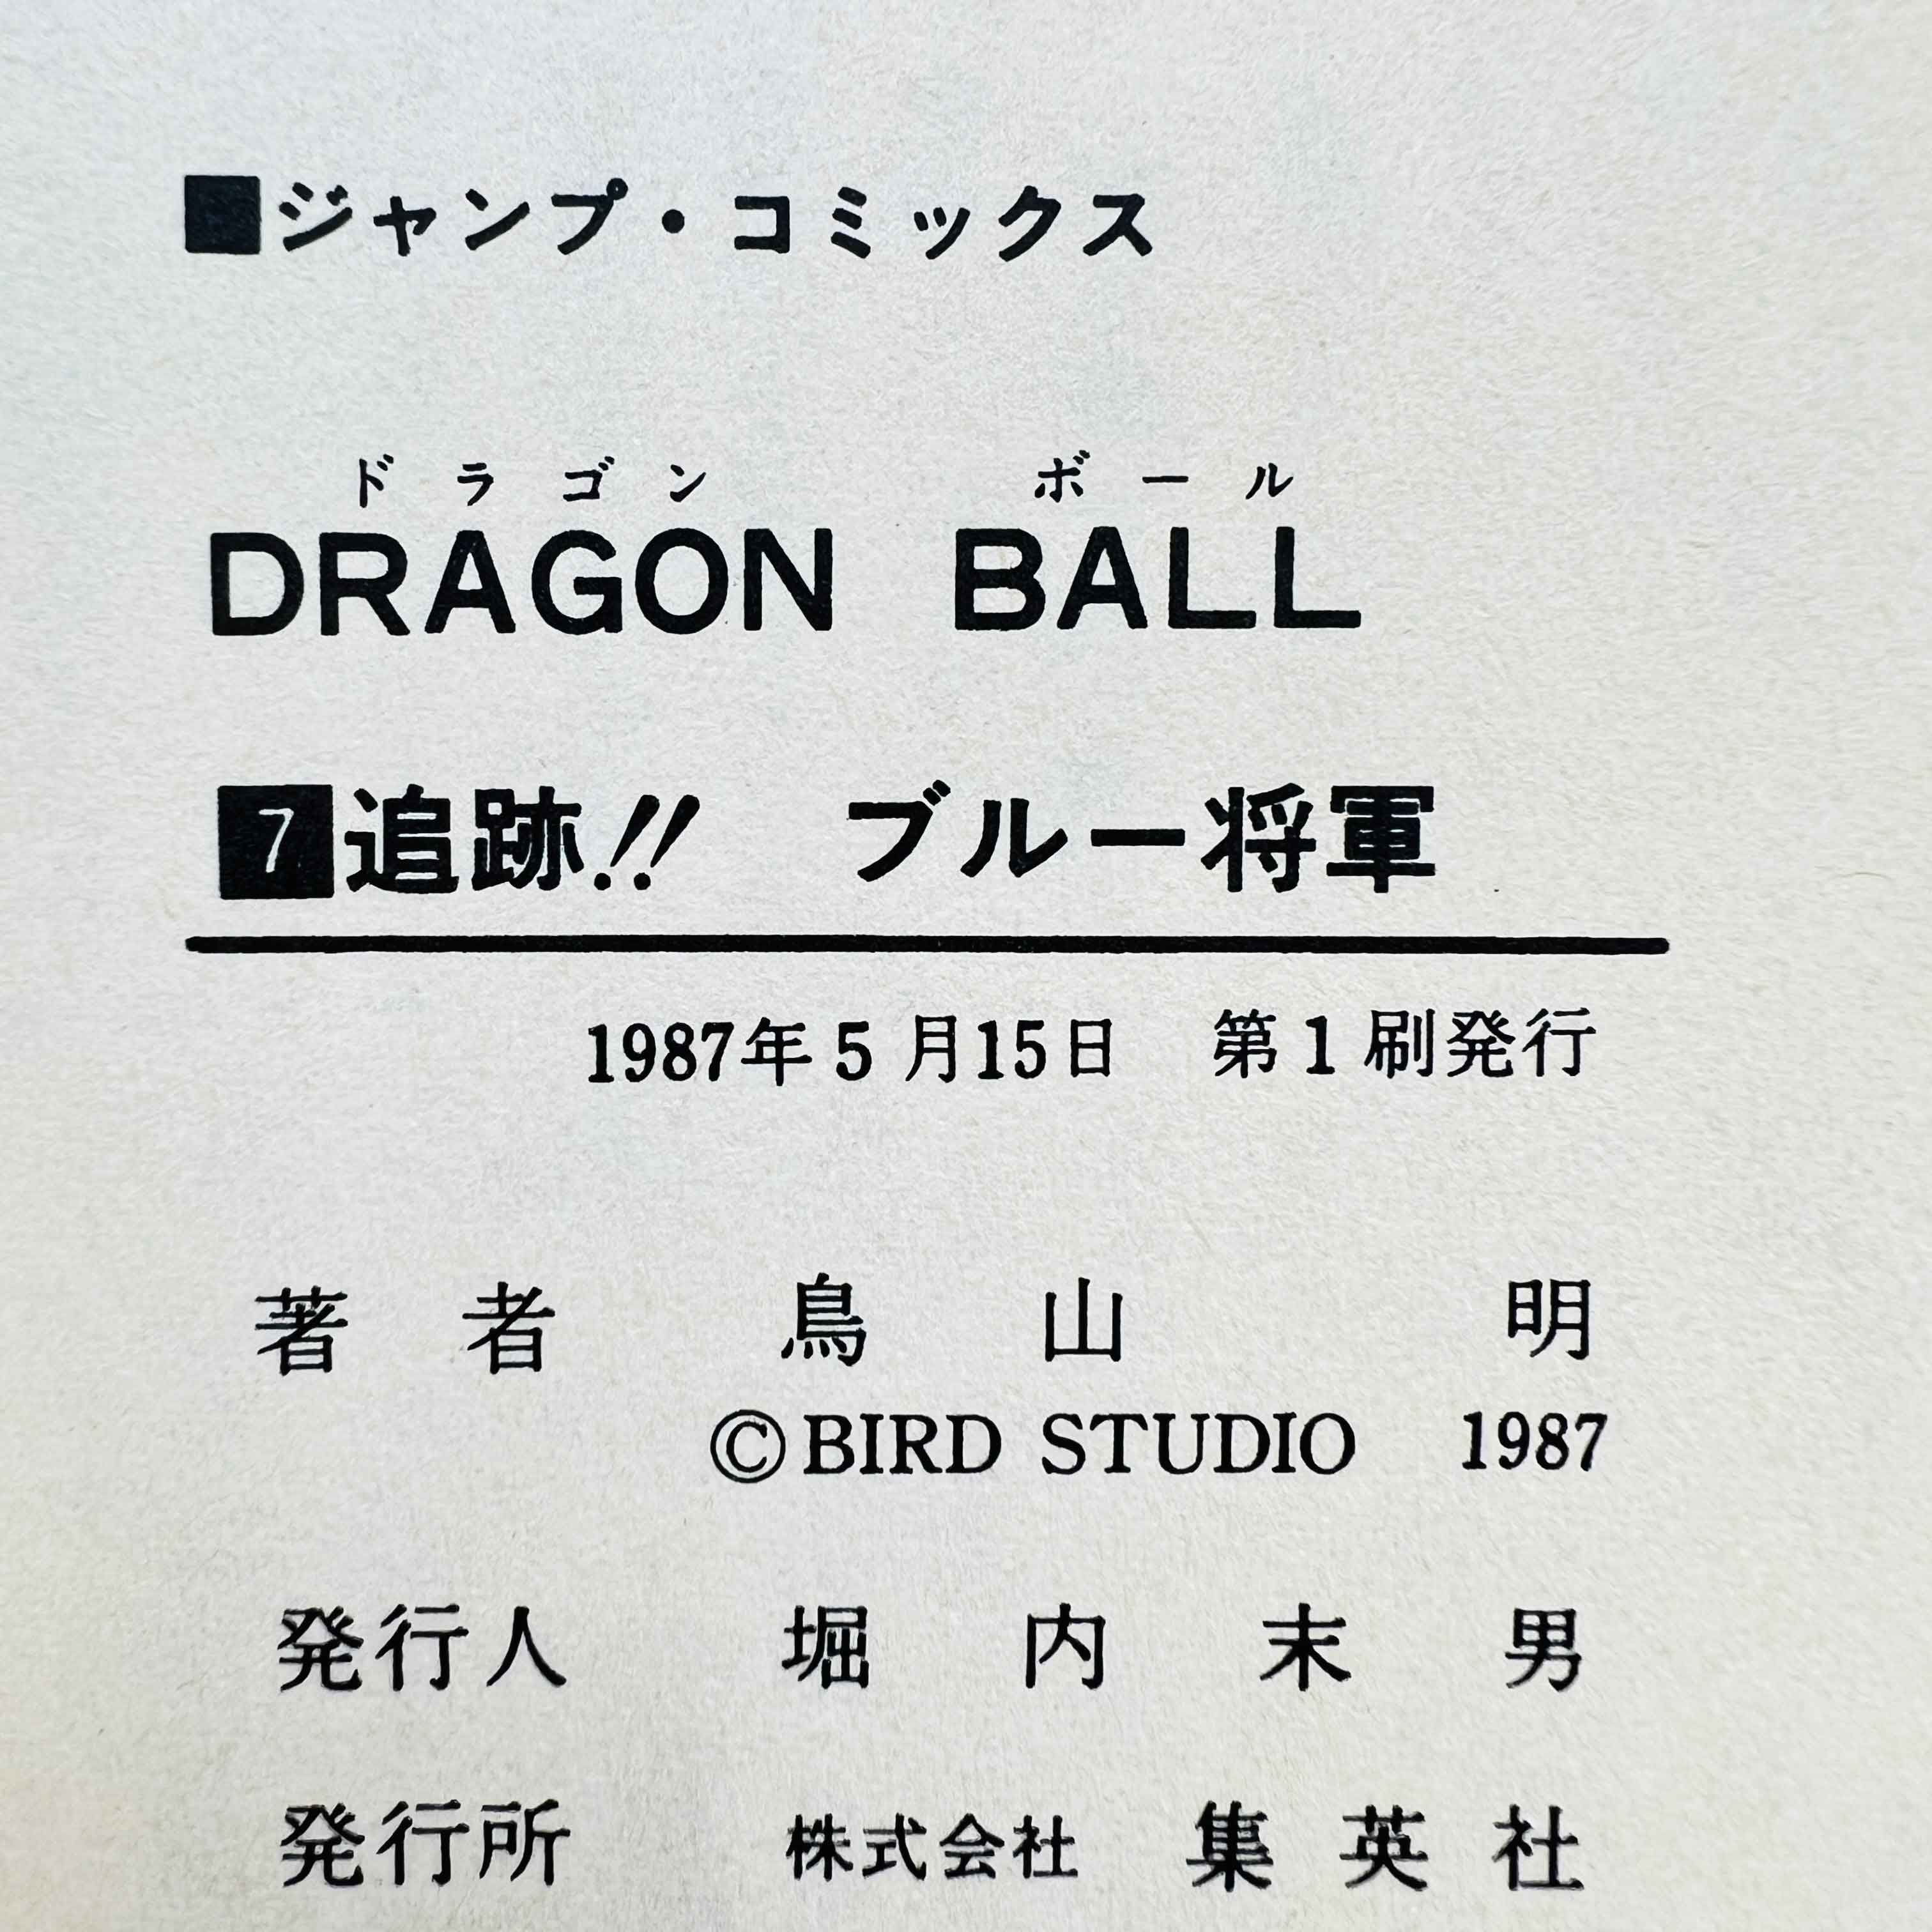 ■ジャンプ・コミックス
ドラゴン ボール
DRAGON BALL
7 追跡!! ブルー将軍
1987年5月15日 第1刷発行
著者 鳥山明
©BIRD STUDIO 1987
発行人 堀内末男
発行所 株式会社 集英社